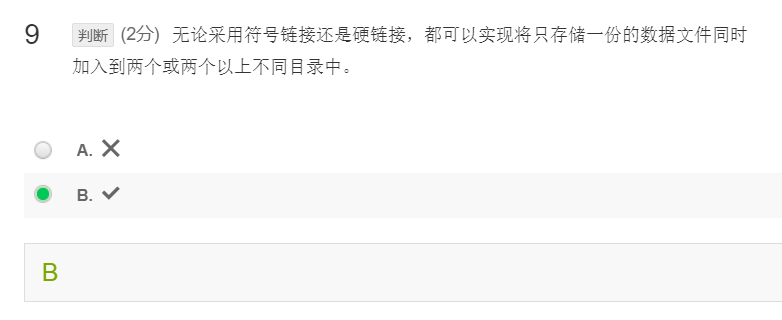 9 判断 (2分) 无论采用符号链接还是硬链接，都可以实现将只存储一份的数据文件同时
加入到两个或两个以上不同目录中。
A. ✕
B. ✓
B